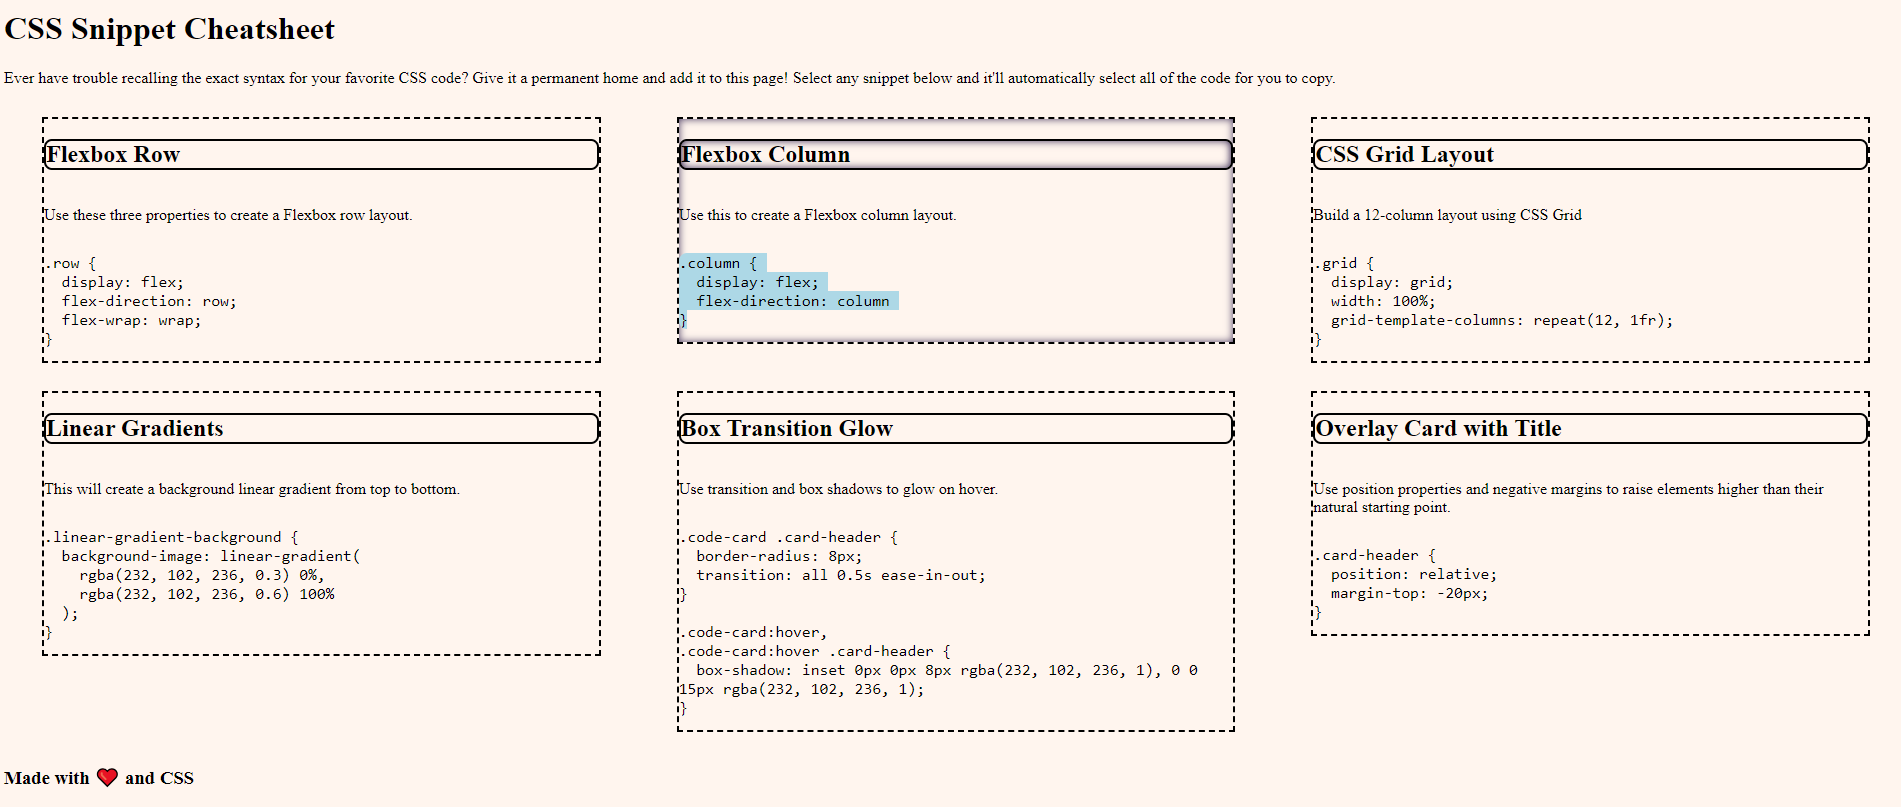 CSS Snippet Cheatsheet
Ever have trouble recalling the exact syntax for your favorite CSS code? Give it a permanent home and add it to this page! Select any snippet below and it'll automatically select all of the code for you to copy.
Flexbox Row
Use these three properties to create a Flexbox row layout.
.row {
  display: flex;
  flex-direction: row;
  flex-wrap: wrap;
}
Flexbox Column
Use this to create a Flexbox column layout.
.column {
  display: flex;
  flex-direction: column
}
CSS Grid Layout
Build a 12-column layout using CSS Grid
.grid {
  display: grid;
  width: 100%;
  grid-template-columns: repeat(12, 1fr);
}
Linear Gradients
This will create a background linear gradient from top to bottom.
.linear-gradient-background {
  background-image: linear-gradient(
    rgba(232, 102, 236, 0.3) 0%,
    rgba(232, 102, 236, 0.6) 100%
  );
}
Box Transition Glow
Use transition and box shadows to glow on hover.
.code-card .card-header {
  border-radius: 8px;
  transition: all 0.5s ease-in-out;
}
.code-card:hover,
.code-card:hover .card-header {
  box-shadow: inset 0px 0px 8px rgba(232, 102, 236, 1), 0 0
15px rgba(232, 102, 236, 1);
}
Overlay Card with Title
Use position properties and negative margins to raise elements higher than their
natural starting point.
.card-header {
  position: relative;
  margin-top: -20px;
}
Made with ❤️ and CSS